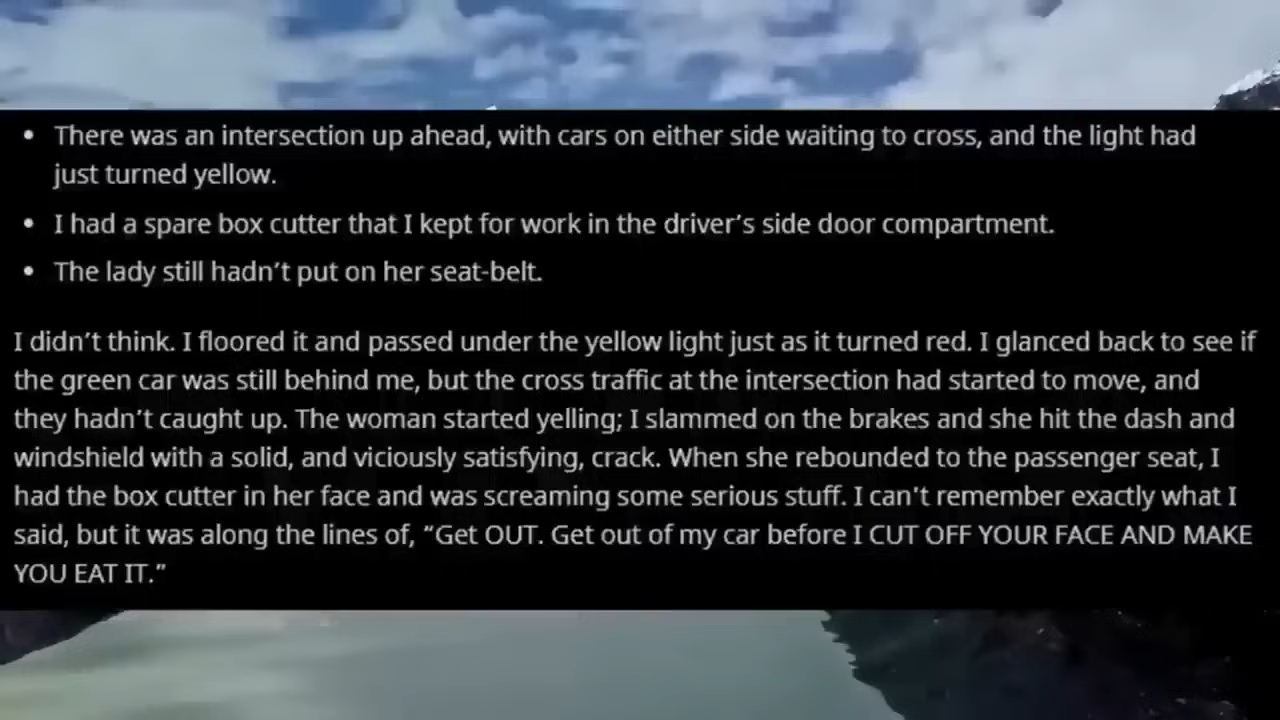 • There was an intersection up ahead, with cars on either side waiting to cross, and the light had
just turned yellow.
• I had a spare box cutter that I kept for work in the driver’s side door compartment.
• The lady still hadn’t put on her seat-belt.
I didn’t think. I floored it and passed under the yellow light just as it turned red. I glanced back to see if
the green car was still behind me, but the cross traffic at the intersection had started to move, and
they hadn’t caught up. The woman started yelling; I slammed on the brakes and she hit the dash and
windshield with a solid, and viciously satisfying, crack. When she rebounded to the passenger seat, I
had the box cutter in her face and was screaming some serious stuff. I can’t remember exactly what I
said, but it was along the lines of, “Get OUT. Get out of my car before I CUT OFF YOUR FACE AND MAKE
YOU EAT IT.”